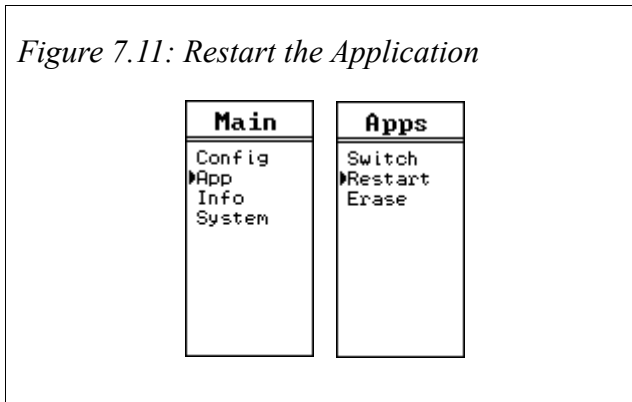 Figure 7.11: Restart the Application
Main
Config
App
Info
System
Apps
Switch
Restart
Erase